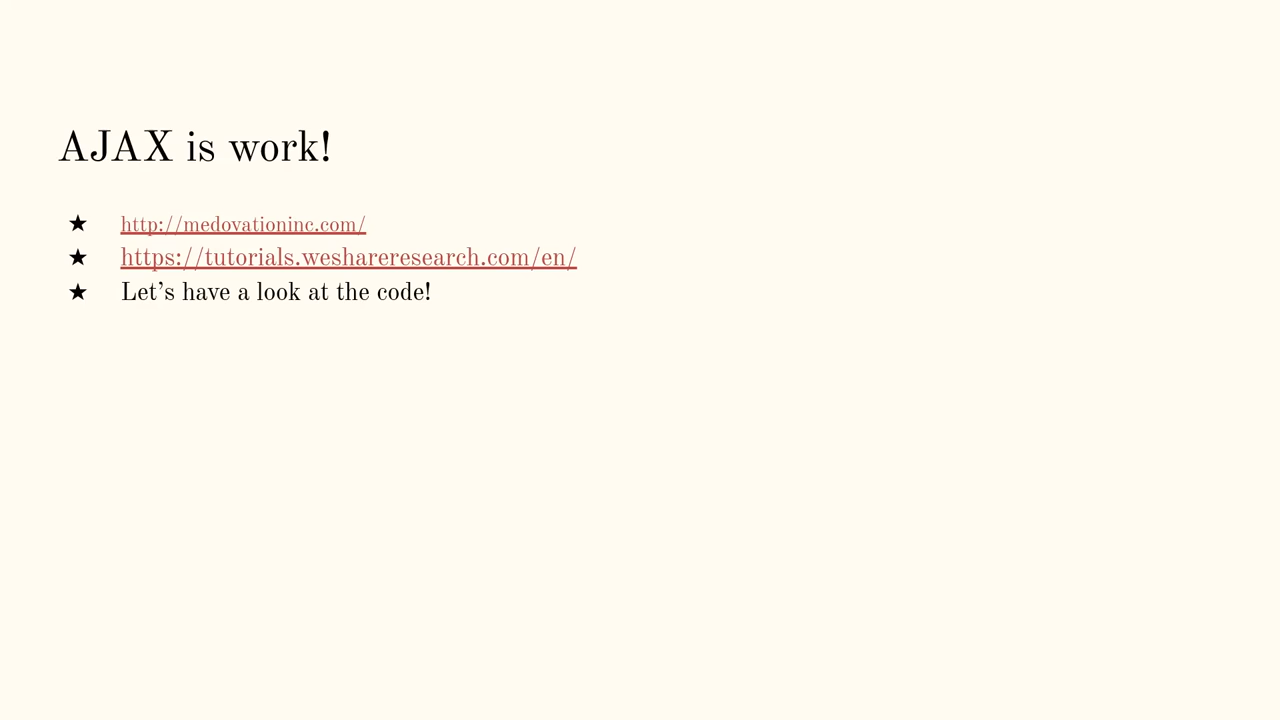 AJAX is work!
★ http://medovationinc.com/
★ https://tutorials.weshareresearch.com/en/
★ Let’s have a look at the code!